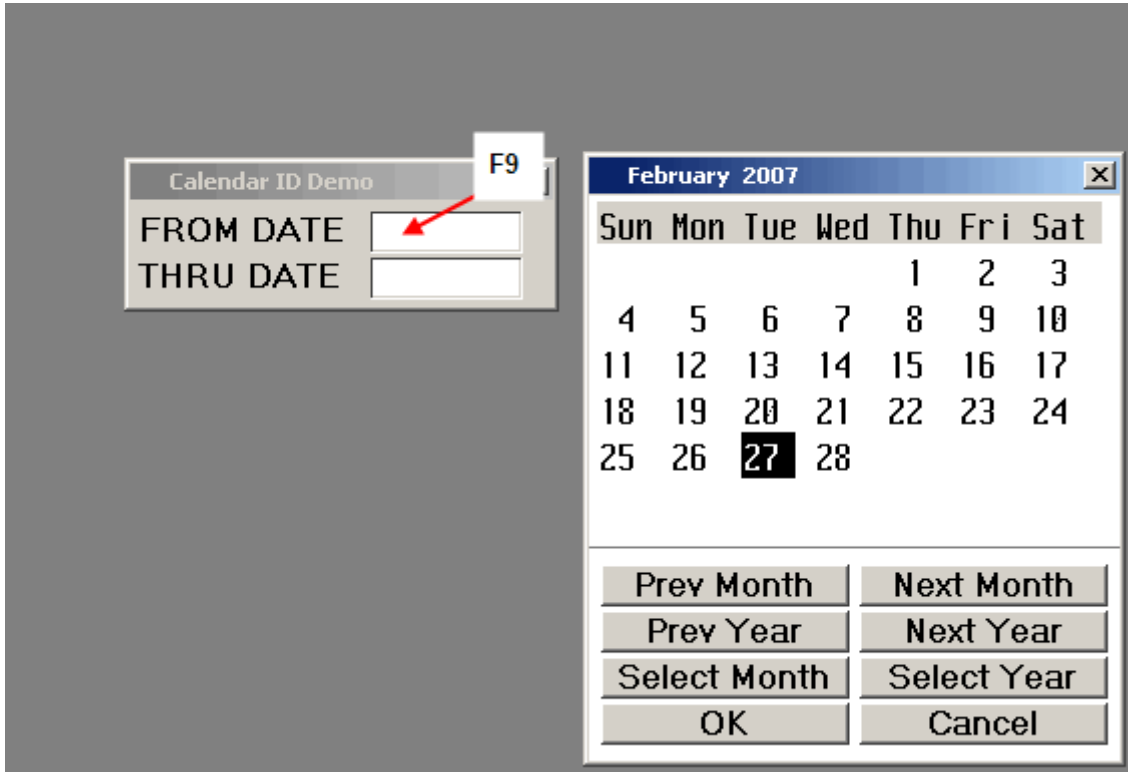 F9
Calendar ID Demo
FROM DATE
THRU DATE
February 2007
Sun Mon Tue Wed Thu Fri Sat
1 2 3
4 5 6 7 8 9 10
11 12 13 14 15 16 17
18 19 20 21 22 23 24
25 26 27 28
Prev Month Next Month
Prev Year Next Year
Select Month Select Year
OK Cancel